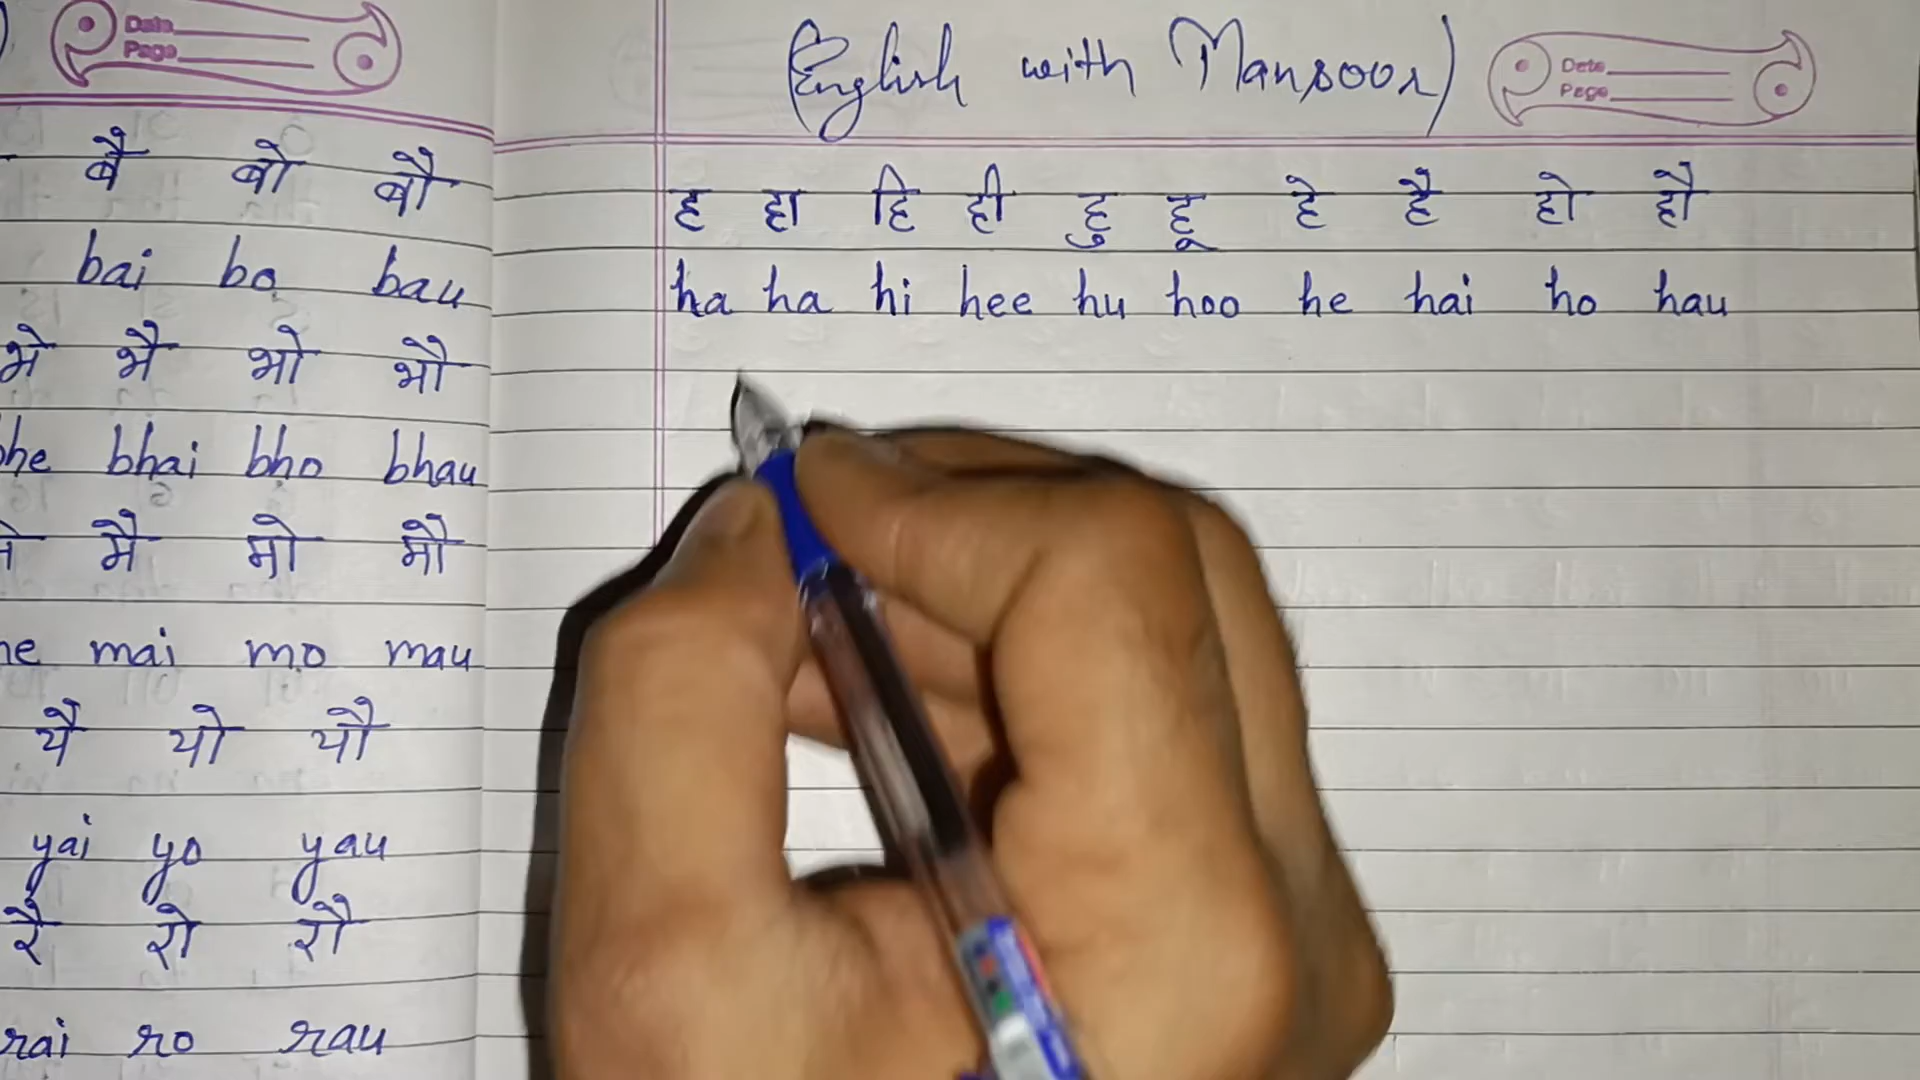 Date
Page
बै बो बौ
bai bo bau
भे भै भो भौ
bhe bhai bho bhau
मै मो मौ
mai mo mau
यै यो यौ
yai yo yau
रै रो रौ
rai ro rau
(English with Mansoor)
Date
Page
ह हा हि ही हु हू हे है हो हौ
ha ha hi hee hu hoo he hai ho hau